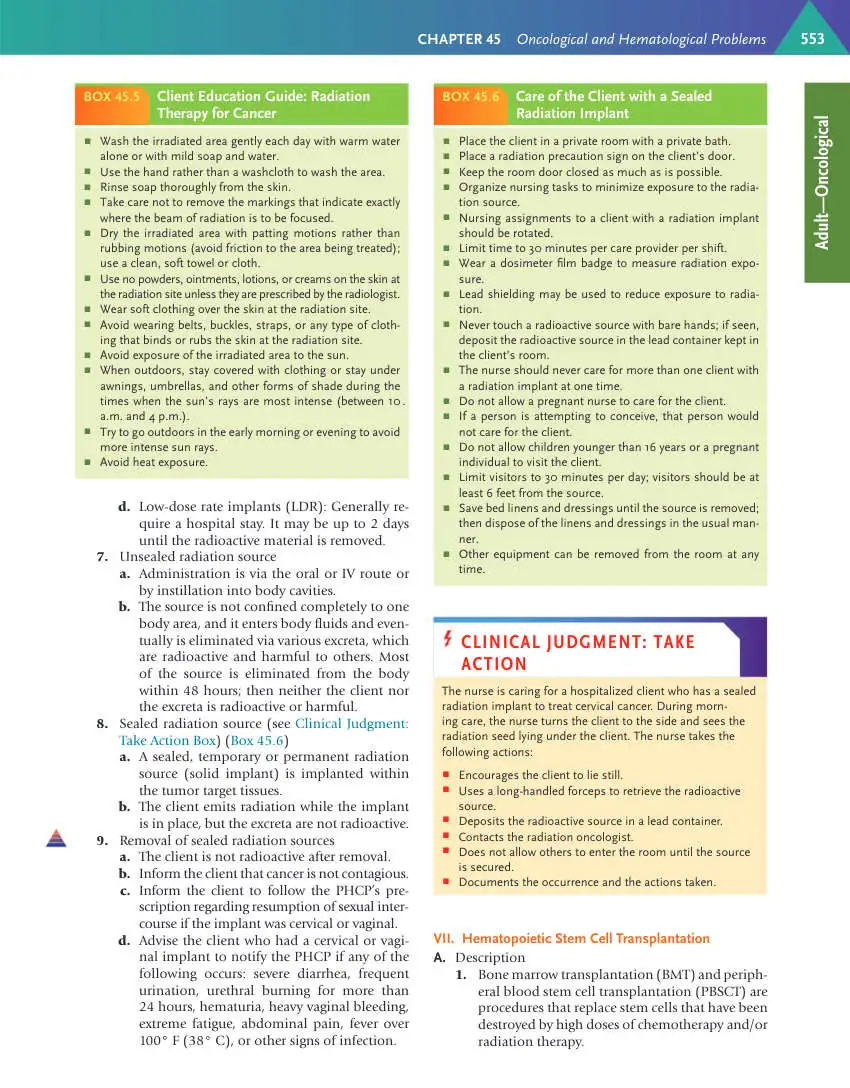 CHAPTER 45 Oncological and Hematological Problems 553
Adult—Oncological
BOX 45.5 Client Education Guide: Radiation
Therapy for Cancer
■ Wash the irradiated area gently each day with warm water
alone or with mild soap and water.
■ Use the hand rather than a washcloth to wash the area.
■ Rinse soap thoroughly from the skin.
■ Take care not to remove the markings that indicate exactly
where the beam of radiation is to be focused.
■ Dry the irradiated area with patting motions rather than
rubbing motions (avoid friction to the area being treated);
use a clean, soft towel or cloth.
■ Use no powders, ointments, lotions, or creams on the skin at
the radiation site unless they are prescribed by the radiologist.
■ Wear soft clothing over the skin at the radiation site.
■ Avoid wearing belts, buckles, straps, or any type of cloth-
ing that binds or rubs the skin at the radiation site.
■ Avoid exposure of the irradiated area to the sun.
■ When outdoors, stay covered with clothing or stay under
awnings, umbrellas, and other forms of shade during the
times when the sun's rays are most intense (between 10 .
a.m. and 4 p.m.).
■ Try to go outdoors in the early morning or evening to avoid
more intense sun rays.
■ Avoid heat exposure.
d. Low-dose rate implants (LDR): Generally re-
quire a hospital stay. It may be up to 2 days
until the radioactive material is removed.
7. Unsealed radiation source
a. Administration is via the oral or IV route or
by instillation into body cavities.
b. The source is not confined completely to one
body area, and it enters body fluids and even-
tually is eliminated via various excreta, which
are radioactive and harmful to others. Most
of the source is eliminated from the body
within 48 hours; then neither the client nor
the excreta is radioactive or harmful.
8. Sealed radiation source (see Clinical Judgment:
Take Action Box) (Box 45.6)
a. A sealed, temporary or permanent radiation
source (solid implant) is implanted within
the tumor target tissues.
b. The client emits radiation while the implant
is in place, but the excreta are not radioactive.
9. Removal of sealed radiation sources
a. The client is not radioactive after removal.
b. Inform the client that cancer is not contagious.
c. Inform the client to follow the PHCP's pre-
scription regarding resumption of sexual inter-
course if the implant was cervical or vaginal.
d. Advise the client who had a cervical or vagi-
nal implant to notify the PHCP if any of the
following occurs: severe diarrhea, frequent
urination, urethral burning for more than
24 hours, hematuria, heavy vaginal bleeding,
extreme fatigue, abdominal pain, fever over
100° F (38° C), or other signs of infection.
BOX 45.6 Care of the Client with a Sealed
Radiation Implant
■ Place the client in a private room with a private bath.
■ Place a radiation precaution sign on the client's door.
■ Keep the room door closed as much as is possible.
■ Organize nursing tasks to minimize exposure to the radia-
tion source.
■ Nursing assignments to a client with a radiation implant
should be rotated.
■ Limit time to 30 minutes per care provider per shift.
■ Wear a dosimeter film badge to measure radiation expo-
sure.
■ Lead shielding may be used to reduce exposure to radia-
tion.
■ Never touch a radioactive source with bare hands; if seen,
deposit the radioactive source in the lead container kept in
the client's room.
■ The nurse should never care for more than one client with
a radiation implant at one time.
■ Do not allow a pregnant nurse to care for the client.
■ If a person is attempting to conceive, that person would
not care for the client.
■ Do not allow children younger than 16 years or a pregnant
individual to visit the client.
■ Limit visitors to 30 minutes per day; visitors should be at
least 6 feet from the source.
■ Save bed linens and dressings until the source is removed;
then dispose of the linens and dressings in the usual man-
ner.
■ Other equipment can be removed from the room at any
time.
CLINICAL JUDGMENT: TAKE
ACTION
The nurse is caring for a hospitalized client who has a sealed
radiation implant to treat cervical cancer. During morn-
ing care, the nurse turns the client to the side and sees the
radiation seed lying under the client. The nurse takes the
following actions:
■ Encourages the client to lie still.
■ Uses a long-handled forceps to retrieve the radioactive
source.
■ Deposits the radioactive source in a lead container.
■ Contacts the radiation oncologist.
■ Does not allow others to enter the room until the source
is secured.
■ Documents the occurrence and the actions taken.
VII. Hematopoietic Stem Cell Transplantation
A. Description
1. Bone marrow transplantation (BMT) and periph-
eral blood stem cell transplantation (PBSCT) are
procedures that replace stem cells that have been
destroyed by high doses of chemotherapy and/or
radiation therapy.